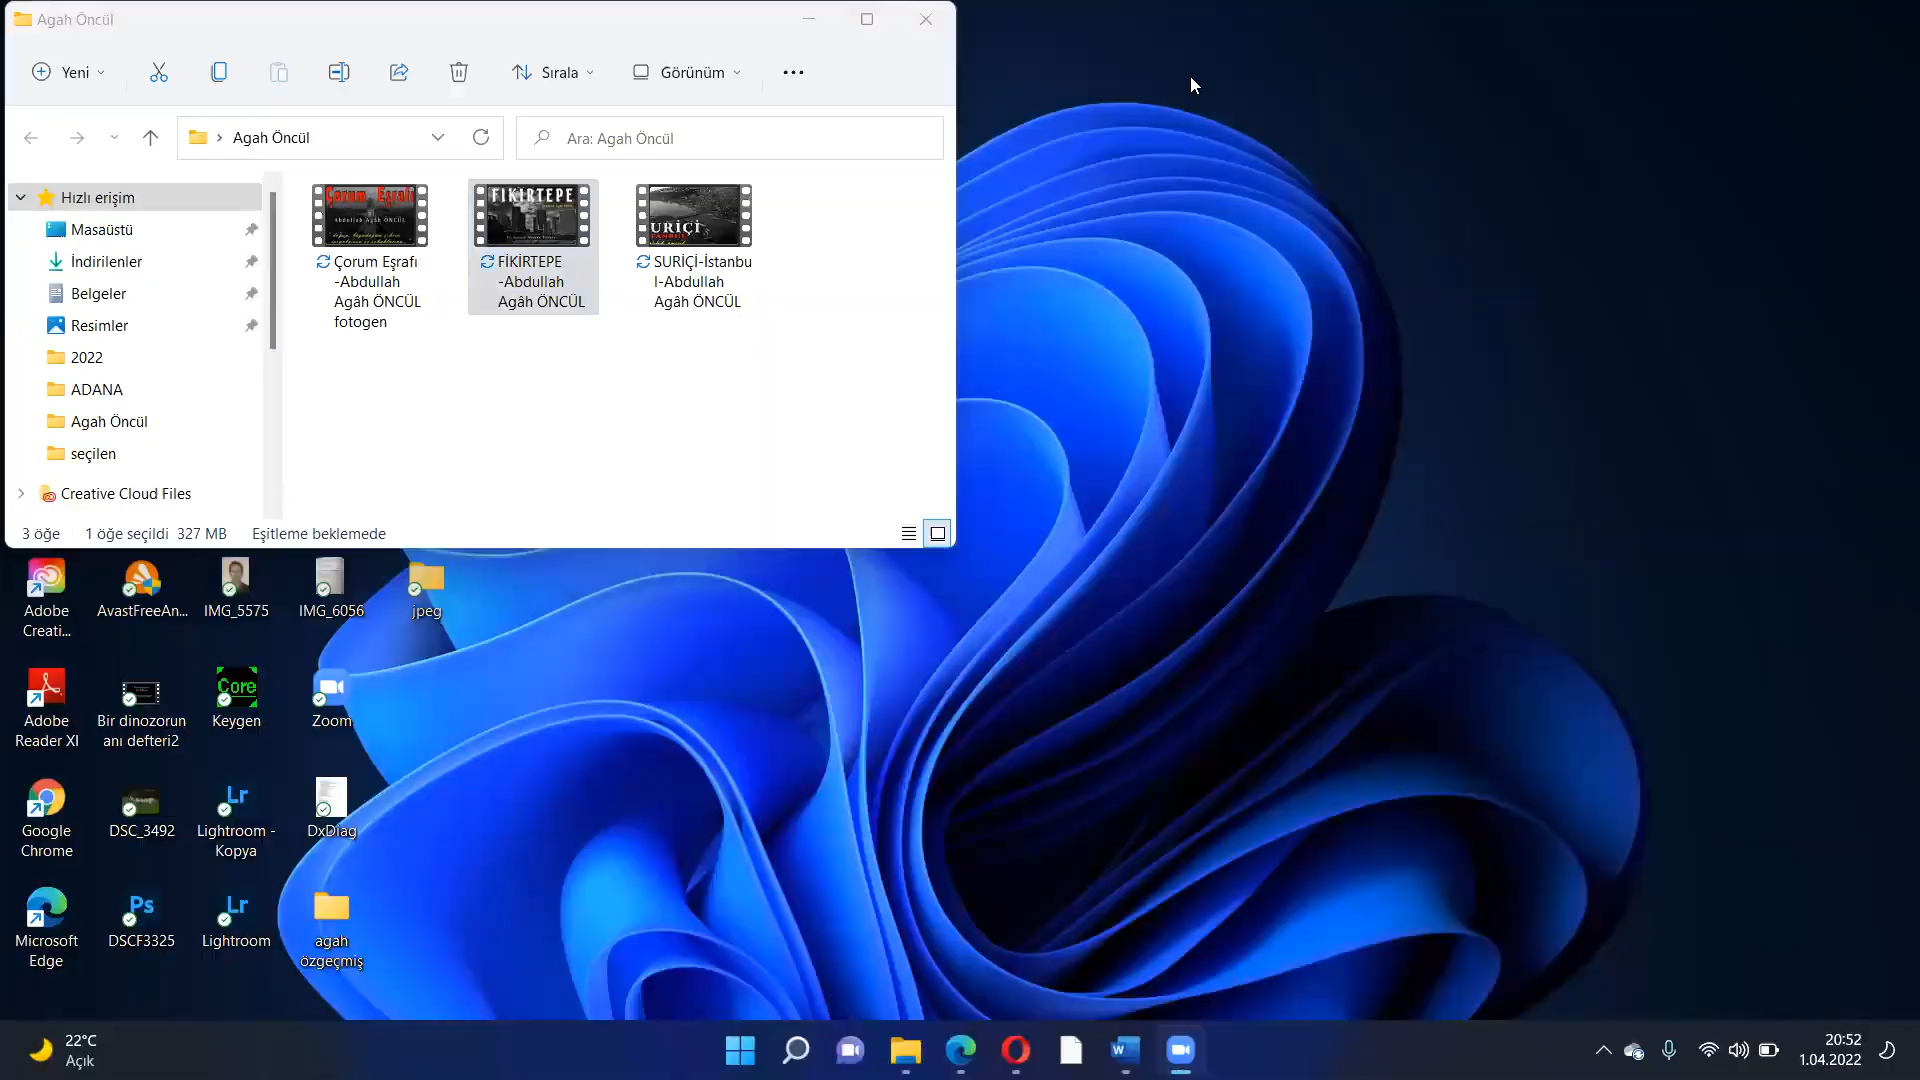 Agah Öncül
Yeni
Sırala
Görünüm
Agah Öncül
Ara: Agah Öncül
Hızlı erişim
Masaüstü
İndirilenler
Belgeler
Resimler
2022
ADANA
Agah Öncül
seçilen
Creative Cloud Files
Çorum Eşrafı
Abdullah Agâh ÖNCÜL
Çorum Eşrafı
-Abdullah
Agâh ÖNCÜL
fotogen
FİKİRTEPE
FİKİRTEPE
-Abdullah
Agâh ÖNCÜL
URİÇİ
SURİÇİ-İstanbu
l-Abdullah
Agâh ÖNCÜL
3 öğe
1 öğe seçildi 327 MB
Eşitleme beklemede
Adobe
Creati...
AvastFreeAn...
IMG_5575
IMG_6056
jpeg
Adobe
Reader XI
Bir dinozorun
anı defteri2
Core
Keygen
Zoom
Google
Chrome
DSC_3492
Lr
Lightroom -
Kopya
DxDiag
Microsoft
Edge
Ps
DSCF3325
Lr
Lightroom
agah
özgeçmiş
22°C
Açık
W
20:52
1.04.2022